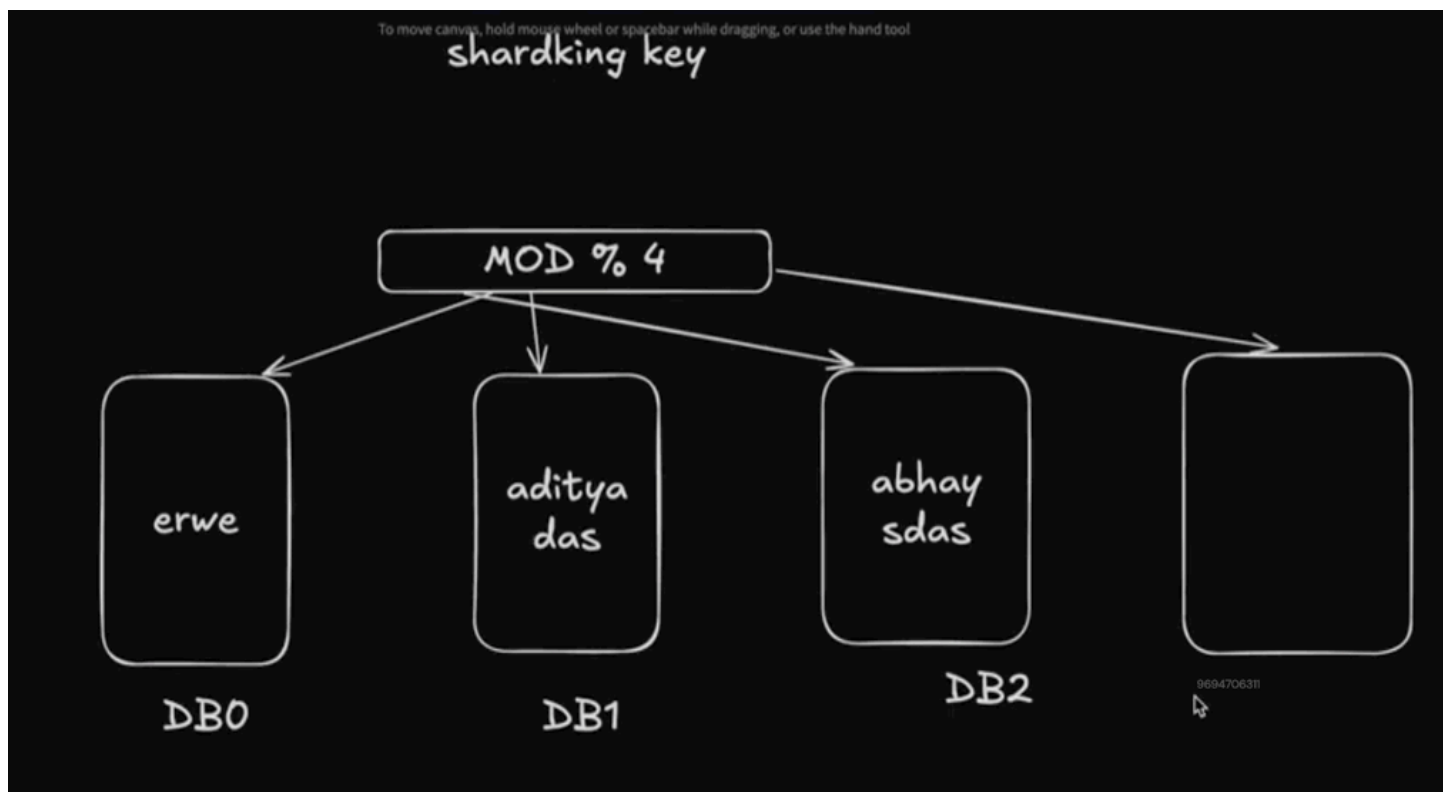 To move canvas, hold mouse wheel or spacebar while dragging, or use the hand tool
shardking key
MOD % 4
erwe
aditya
das
abhay
sdas
DB0
DB1
DB2
9694706311